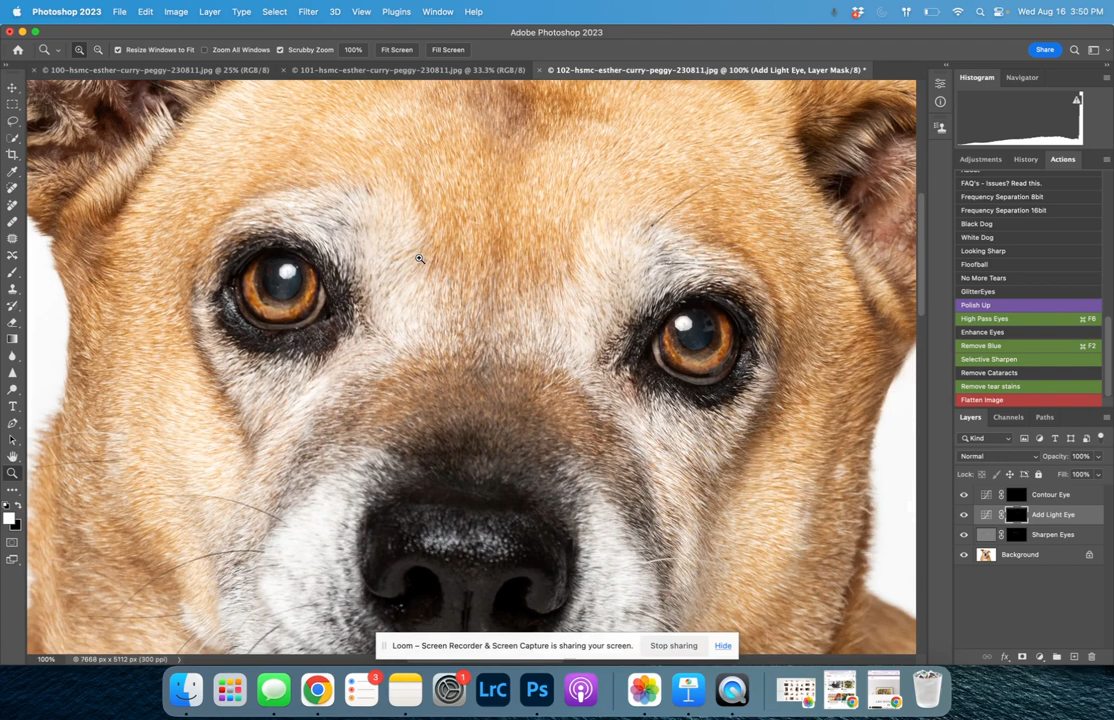 Photoshop 2023 File Edit Image Layer Type Select Filter 3D View Plugins Window Help Wed Aug 16 3:50 PM
Adobe Photoshop 2023
Resize Windows to Fit Zoom All Windows Scrubby Zoom 100% Fit Screen Fill Screen Share
100-hsmc-esther-curry-peggy-230811.jpg @ 25% (RGB/8) 101-hsmc-esther-curry-peggy-230811.jpg @ 33.3% (RGB/8) 102-hsmc-esther-curry-peggy-230811.jpg @ 100% (Add Light Eye, Layer Mask/8) *
Histogram Navigator
Adjustments History Actions
FAQ's - Issues? Read this.
Frequency Separation 8bit
Frequency Separation 16bit
Black Dog
White Dog
Looking Sharp
Floofball
No More Tears
GlitterEyes
Polish Up
High Pass Eyes ⌘ F6
Enhance Eyes
Remove Blue ⌘ F2
Selective Sharpen
Remove Cataracts
Remove tear stains
Flatten Image
Layers Channels Paths
Kind
Normal Opacity: 100%
Lock: Fill: 100%
Contour Eye
Add Light Eye
Sharpen Eyes
Background
Loom – Screen Recorder & Screen Capture is sharing your screen. Stop sharing Hide
100% 7668 px x 5112 px (300 ppi)
3
1
LrC Ps